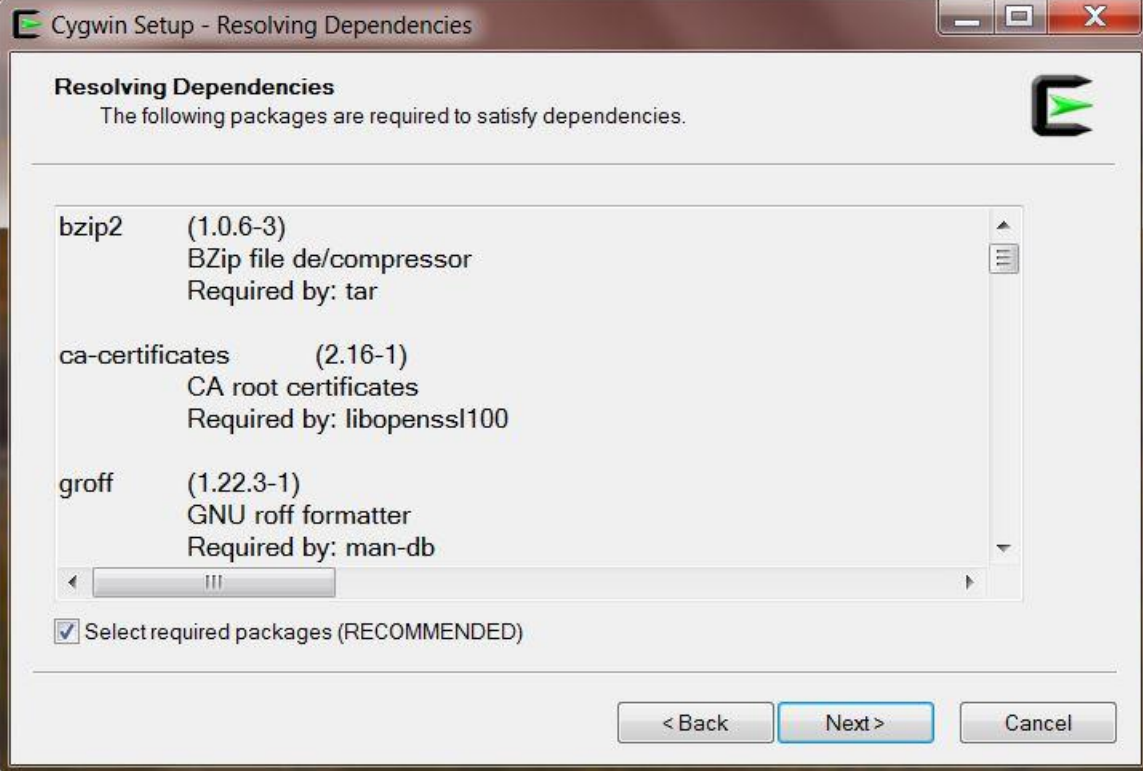 Cygwin Setup - Resolving Dependencies
Resolving Dependencies
The following packages are required to satisfy dependencies.
bzip2 (1.0.6-3)
BZip file de/compressor
Required by: tar
ca-certificates (2.16-1)
CA root certificates
Required by: libopenssl100
groff (1.22.3-1)
GNU roff formatter
Required by: man-db
Select required packages (RECOMMENDED)
< Back Next > Cancel